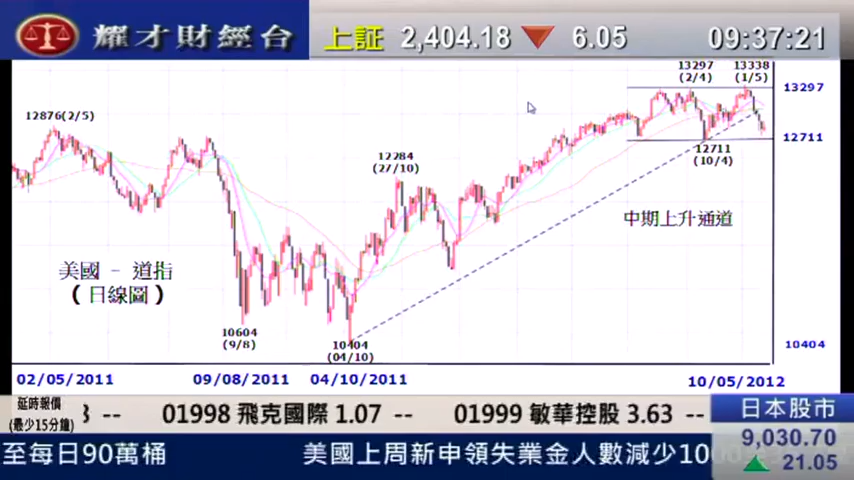 耀才財經台
上証 2,404.18 6.05
09:37:21
13297
(2/4)
13338
(1/5)
13297
12876(2/5)
12711
12711
(10/4)
12284
(27/10)
中期上升通道
美國 - 道指
(日線圖)
10604
(9/8)
10404
(04/10)
10404
02/05/2011 09/08/2011 04/10/2011 10/05/2012
延時報價
(最少15分鐘)
3 -- 01998 飛克國際 1.07 -- 01999 敏華控股 3.63 --
日本股市
9,030.70
21.05
至每日90萬桶 美國上周新申領失業金人數減少10